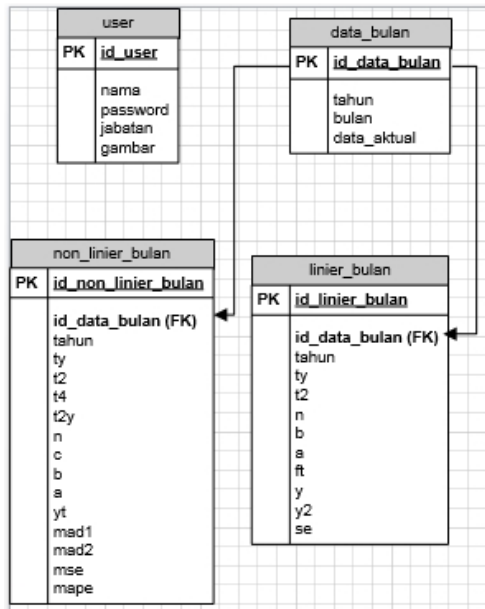 user
PK id_user
nama
password
jabatan
gambar
data_bulan
PK id_data_bulan
tahun
bulan
data_aktual
non_linier_bulan
PK id_non_linier_bulan
id_data_bulan (FK)
tahun
ty
t2
t4
t2y
n
c
b
a
yt
mad1
mad2
mse
mape
linier_bulan
PK id_linier_bulan
id_data_bulan (FK)
tahun
ty
t2
n
b
a
ft
y
y2
se